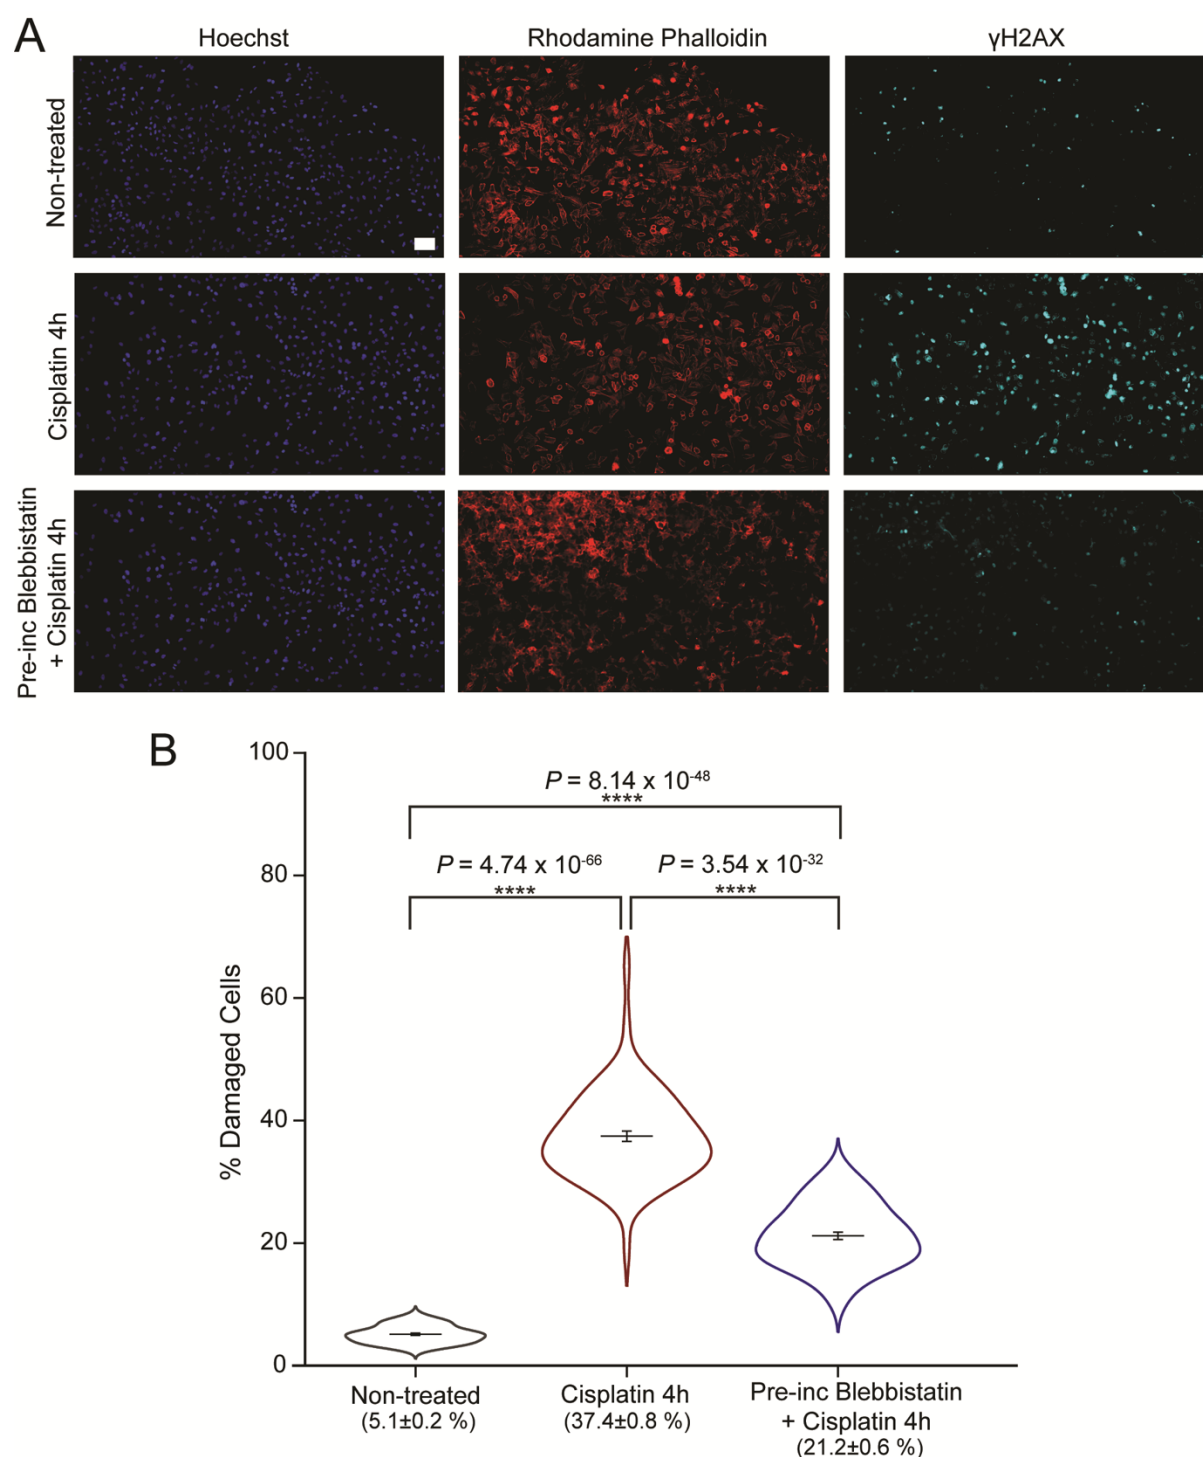 A
Hoechst
Rhodamine Phalloidin
γH2AX
Non-treated
Cisplatin 4h
Pre-inc Blebbistatin
+ Cisplatin 4h
B
P = 8.14 x 10⁻⁴⁸
****
P = 4.74 x 10⁻⁶⁶
****
P = 3.54 x 10⁻³²
****
% Damaged Cells
100
80
60
40
20
0
Non-treated
(5.1±0.2 %)
Cisplatin 4h
(37.4±0.8 %)
Pre-inc Blebbistatin
+ Cisplatin 4h
(21.2±0.6 %)